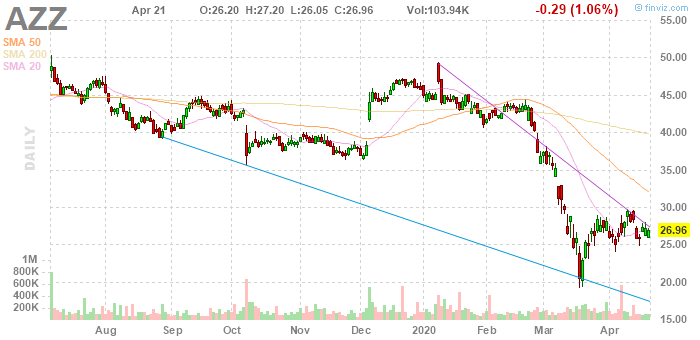 AZZ
Apr 21 O:26.20 H:27.20 L:26.05 C:26.96 Vol:103.94K -0.29 (1.06%)
© finviz.com
SMA 50
SMA 200
SMA 20
DAILY
50.00
45.00
40.00
35.00
30.00
26.96
25.00
20.00
15.00
1M
800K
600K
400K
200K
Aug Sep Oct Nov Dec 2020 Feb Mar Apr